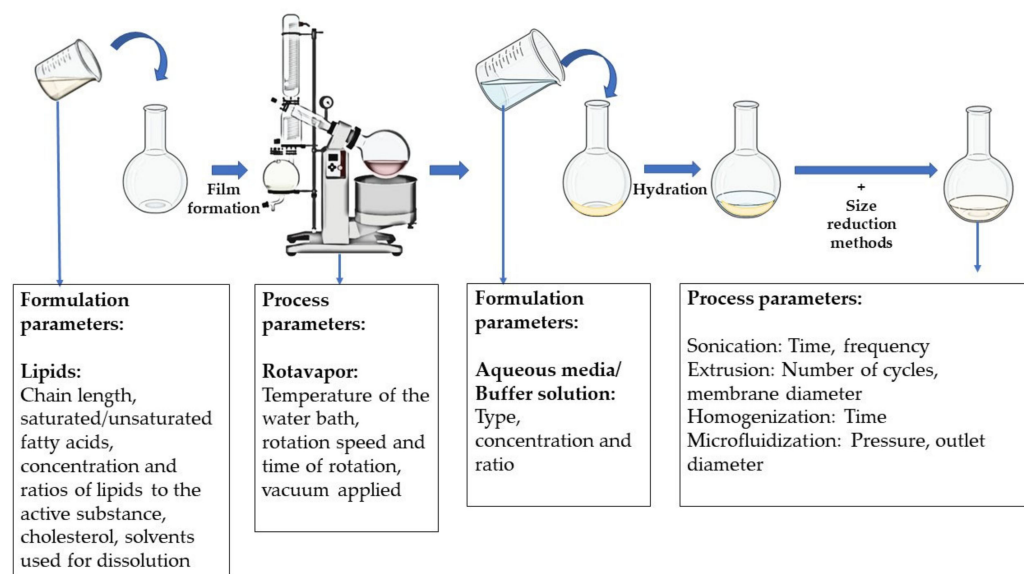 Film
formation
Hydration
+
Size
reduction
methods
Formulation
parameters:
Lipids:
Chain length,
saturated/unsaturated
fatty acids,
concentration and
ratios of lipids to the
active substance,
cholesterol, solvents
used for dissolution
Process
parameters:
Rotavapor:
Temperature of the
water bath,
rotation speed and
time of rotation,
vacuum applied
Formulation
parameters:
Aqueous media/
Buffer solution:
Type,
concentration and
ratio
Process parameters:
Sonication: Time, frequency
Extrusion: Number of cycles,
membrane diameter
Homogenization: Time
Microfluidization: Pressure, outlet
diameter